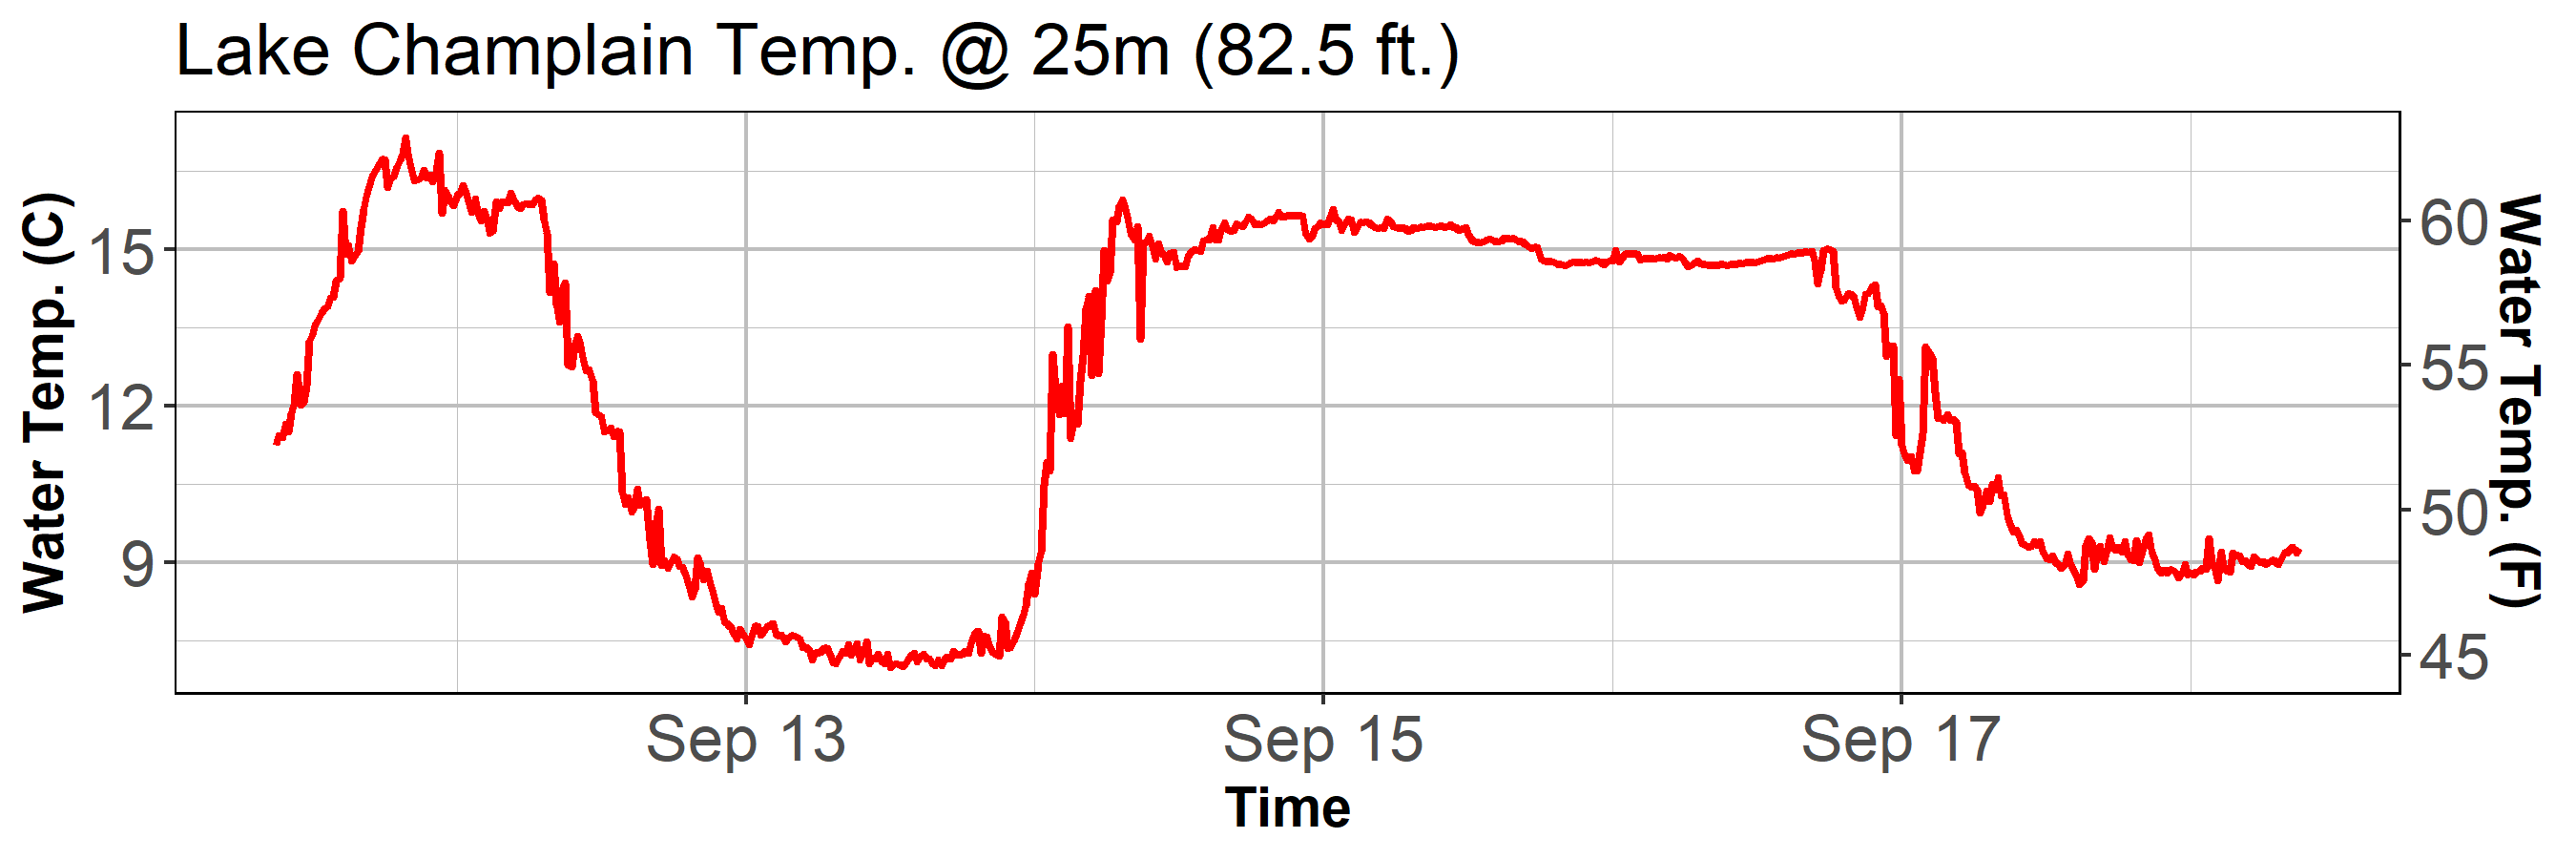 Lake Champlain Temp. @ 25m (82.5 ft.)
Water Temp. (C)
15
12
9
60
55
50
45
Water Temp. (F)
Sep 13
Sep 15
Sep 17
Time